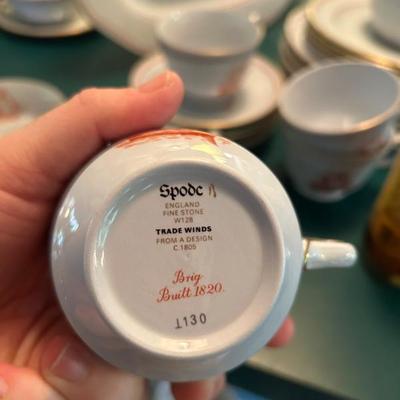 Spode
ENGLAND
FINE STONE
W128
TRADE WINDS
FROM A DESIGN
C.1805
Brig
Built 1820.
1130